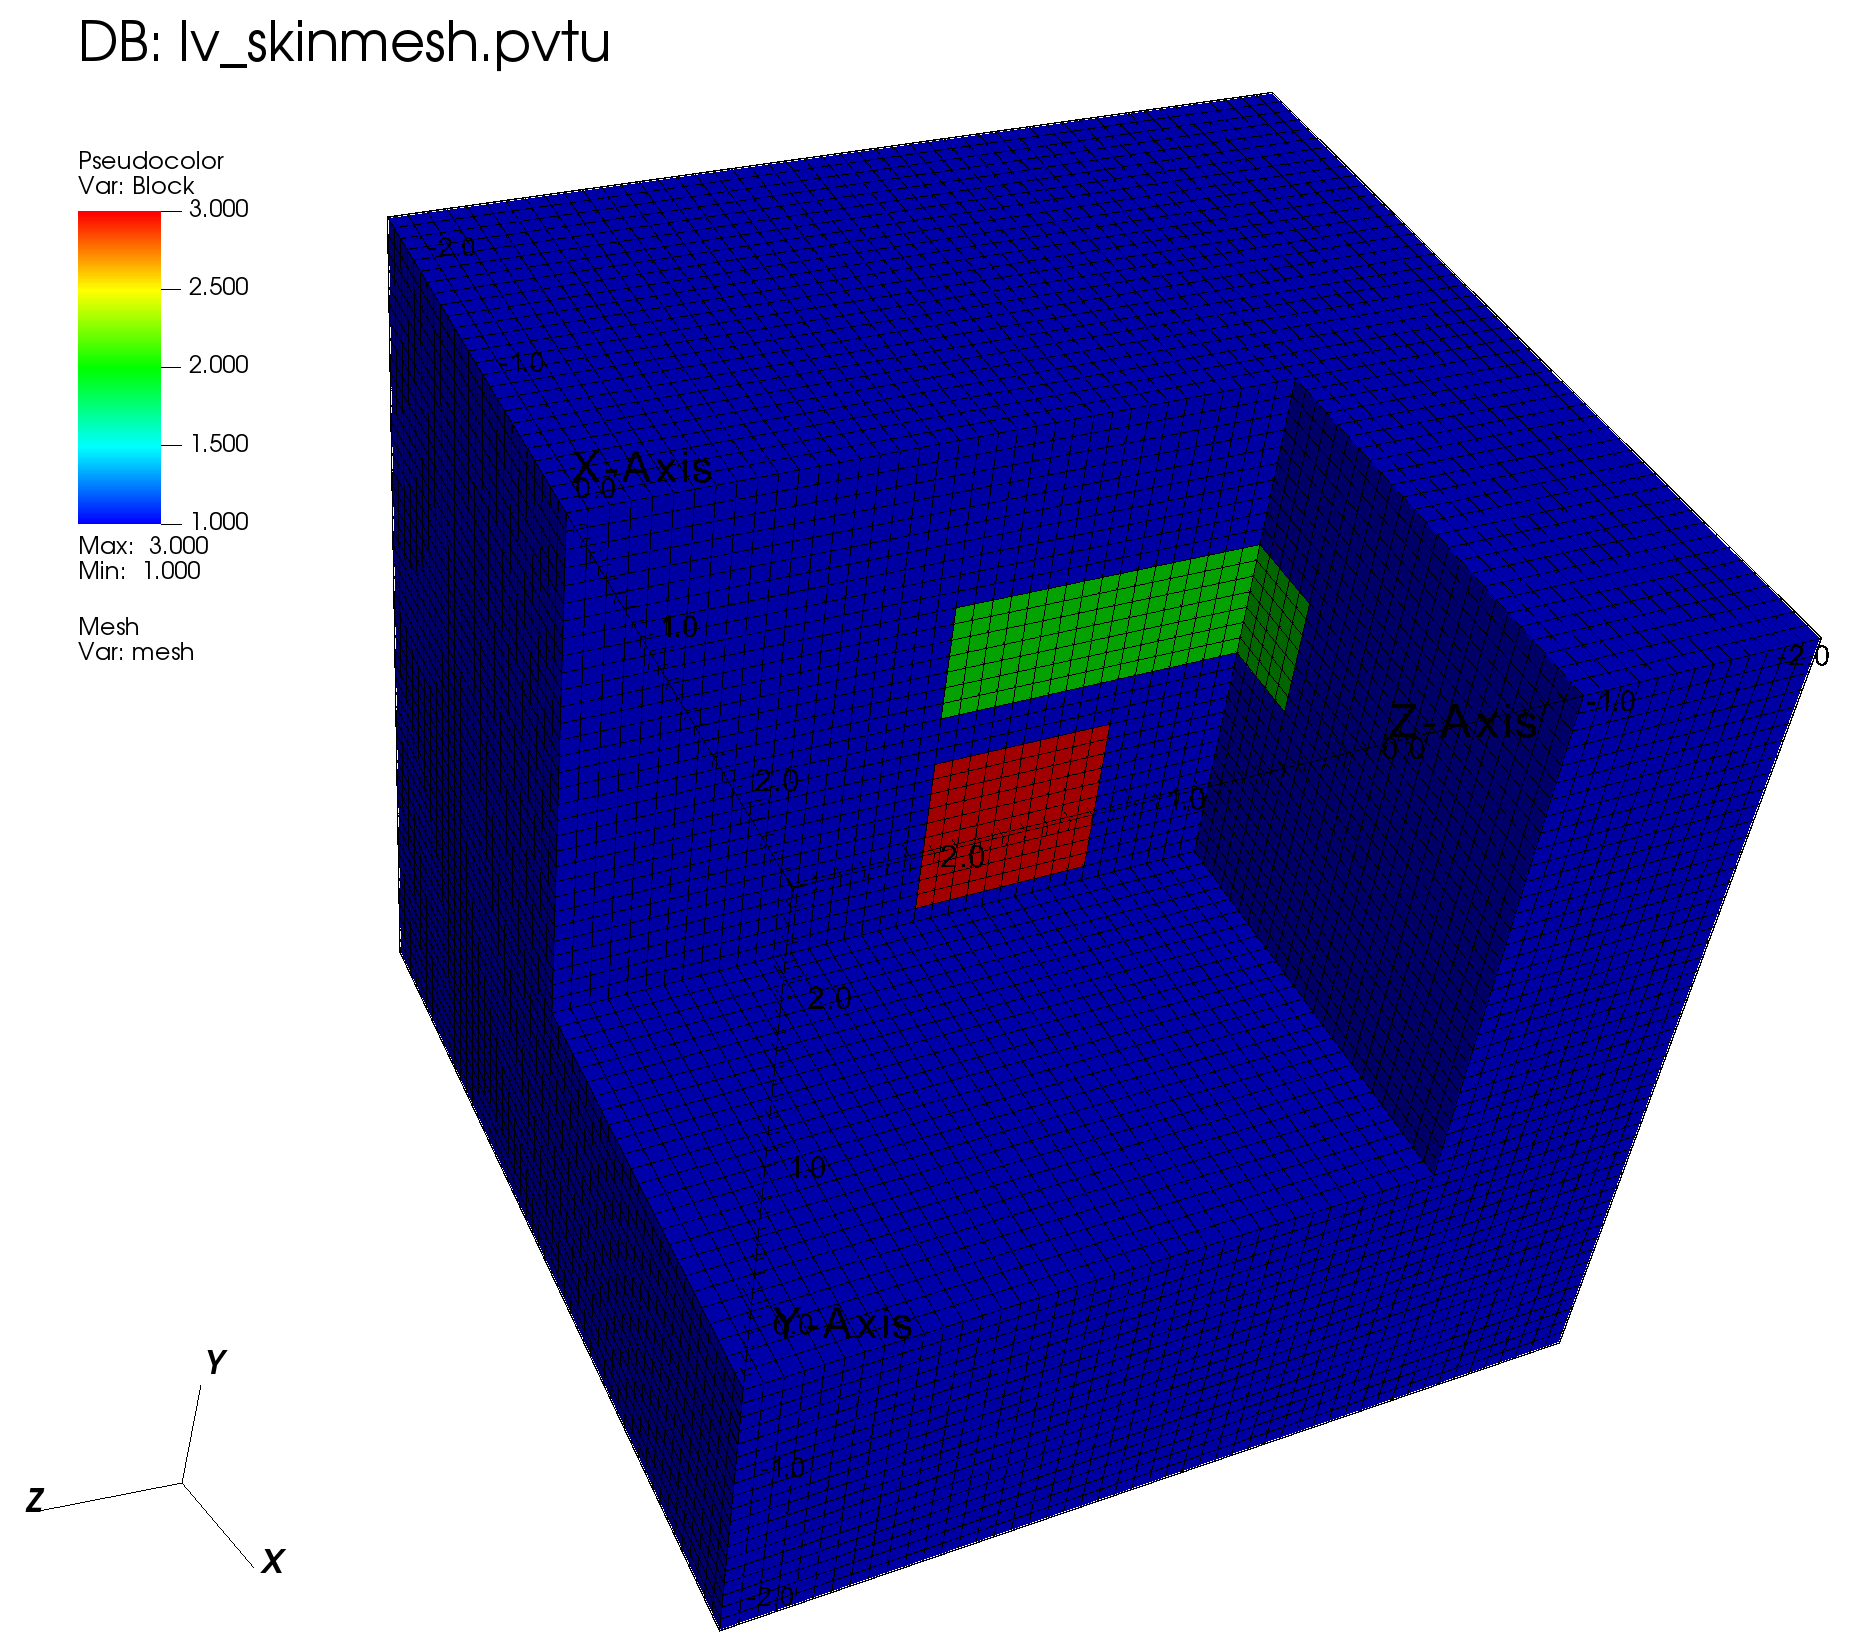 DB: lv_skinmesh.pvtu
Pseudocolor
Var: Block
3.000
2.500
2.000
1.500
1.000
Max: 3.000
Min: 1.000
Mesh
Var: mesh
-2.0
-1.0
X-Axis
0.0
1.0
2.0
-2.0
-1.0
Z-Axis
0.0
1.0
2.0
2.0
1.0
Y-Axis
0.0
-1.0
-2.0
Y
Z
X